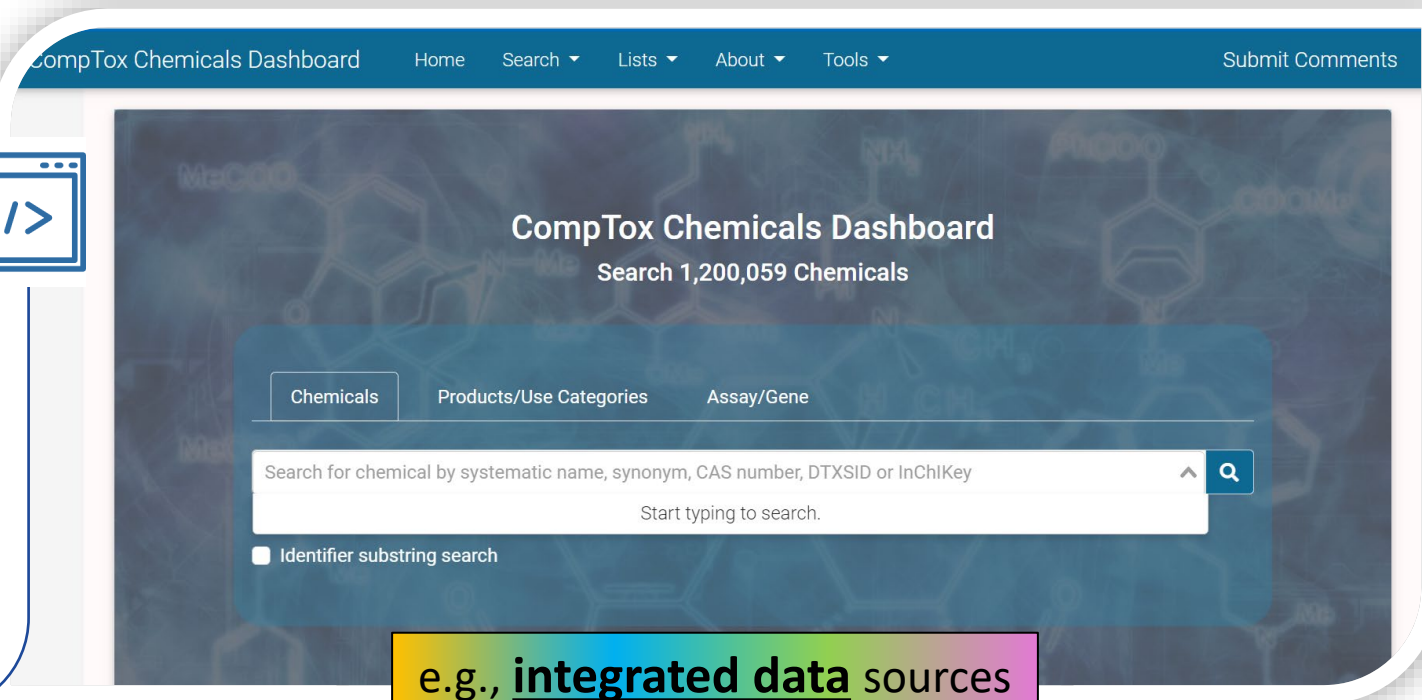 CompTox Chemicals Dashboard Home Search Lists About Tools Submit Comments
/>
CompTox Chemicals Dashboard
Search 1,200,059 Chemicals
Chemicals Products/Use Categories Assay/Gene
Search for chemical by systematic name, synonym, CAS number, DTXSID or InChIKey
Start typing to search.
Identifier substring search
e.g., integrated data sources